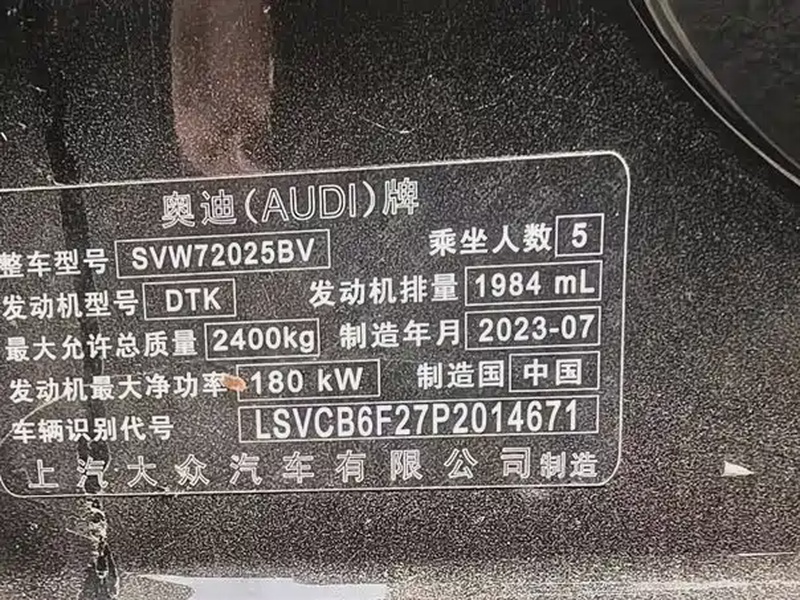 奥迪(AUDI)牌
整车型号 SVW72025BV 乘坐人数 5
发动机型号 DTK 发动机排量 1984 mL
最大允许总质量 2400kg 制造年月 2023-07
发动机最大净功率 180 kW 制造国 中国
车辆识别代号 LSVCB6F27P2014671
上汽大众汽车有限公司制造